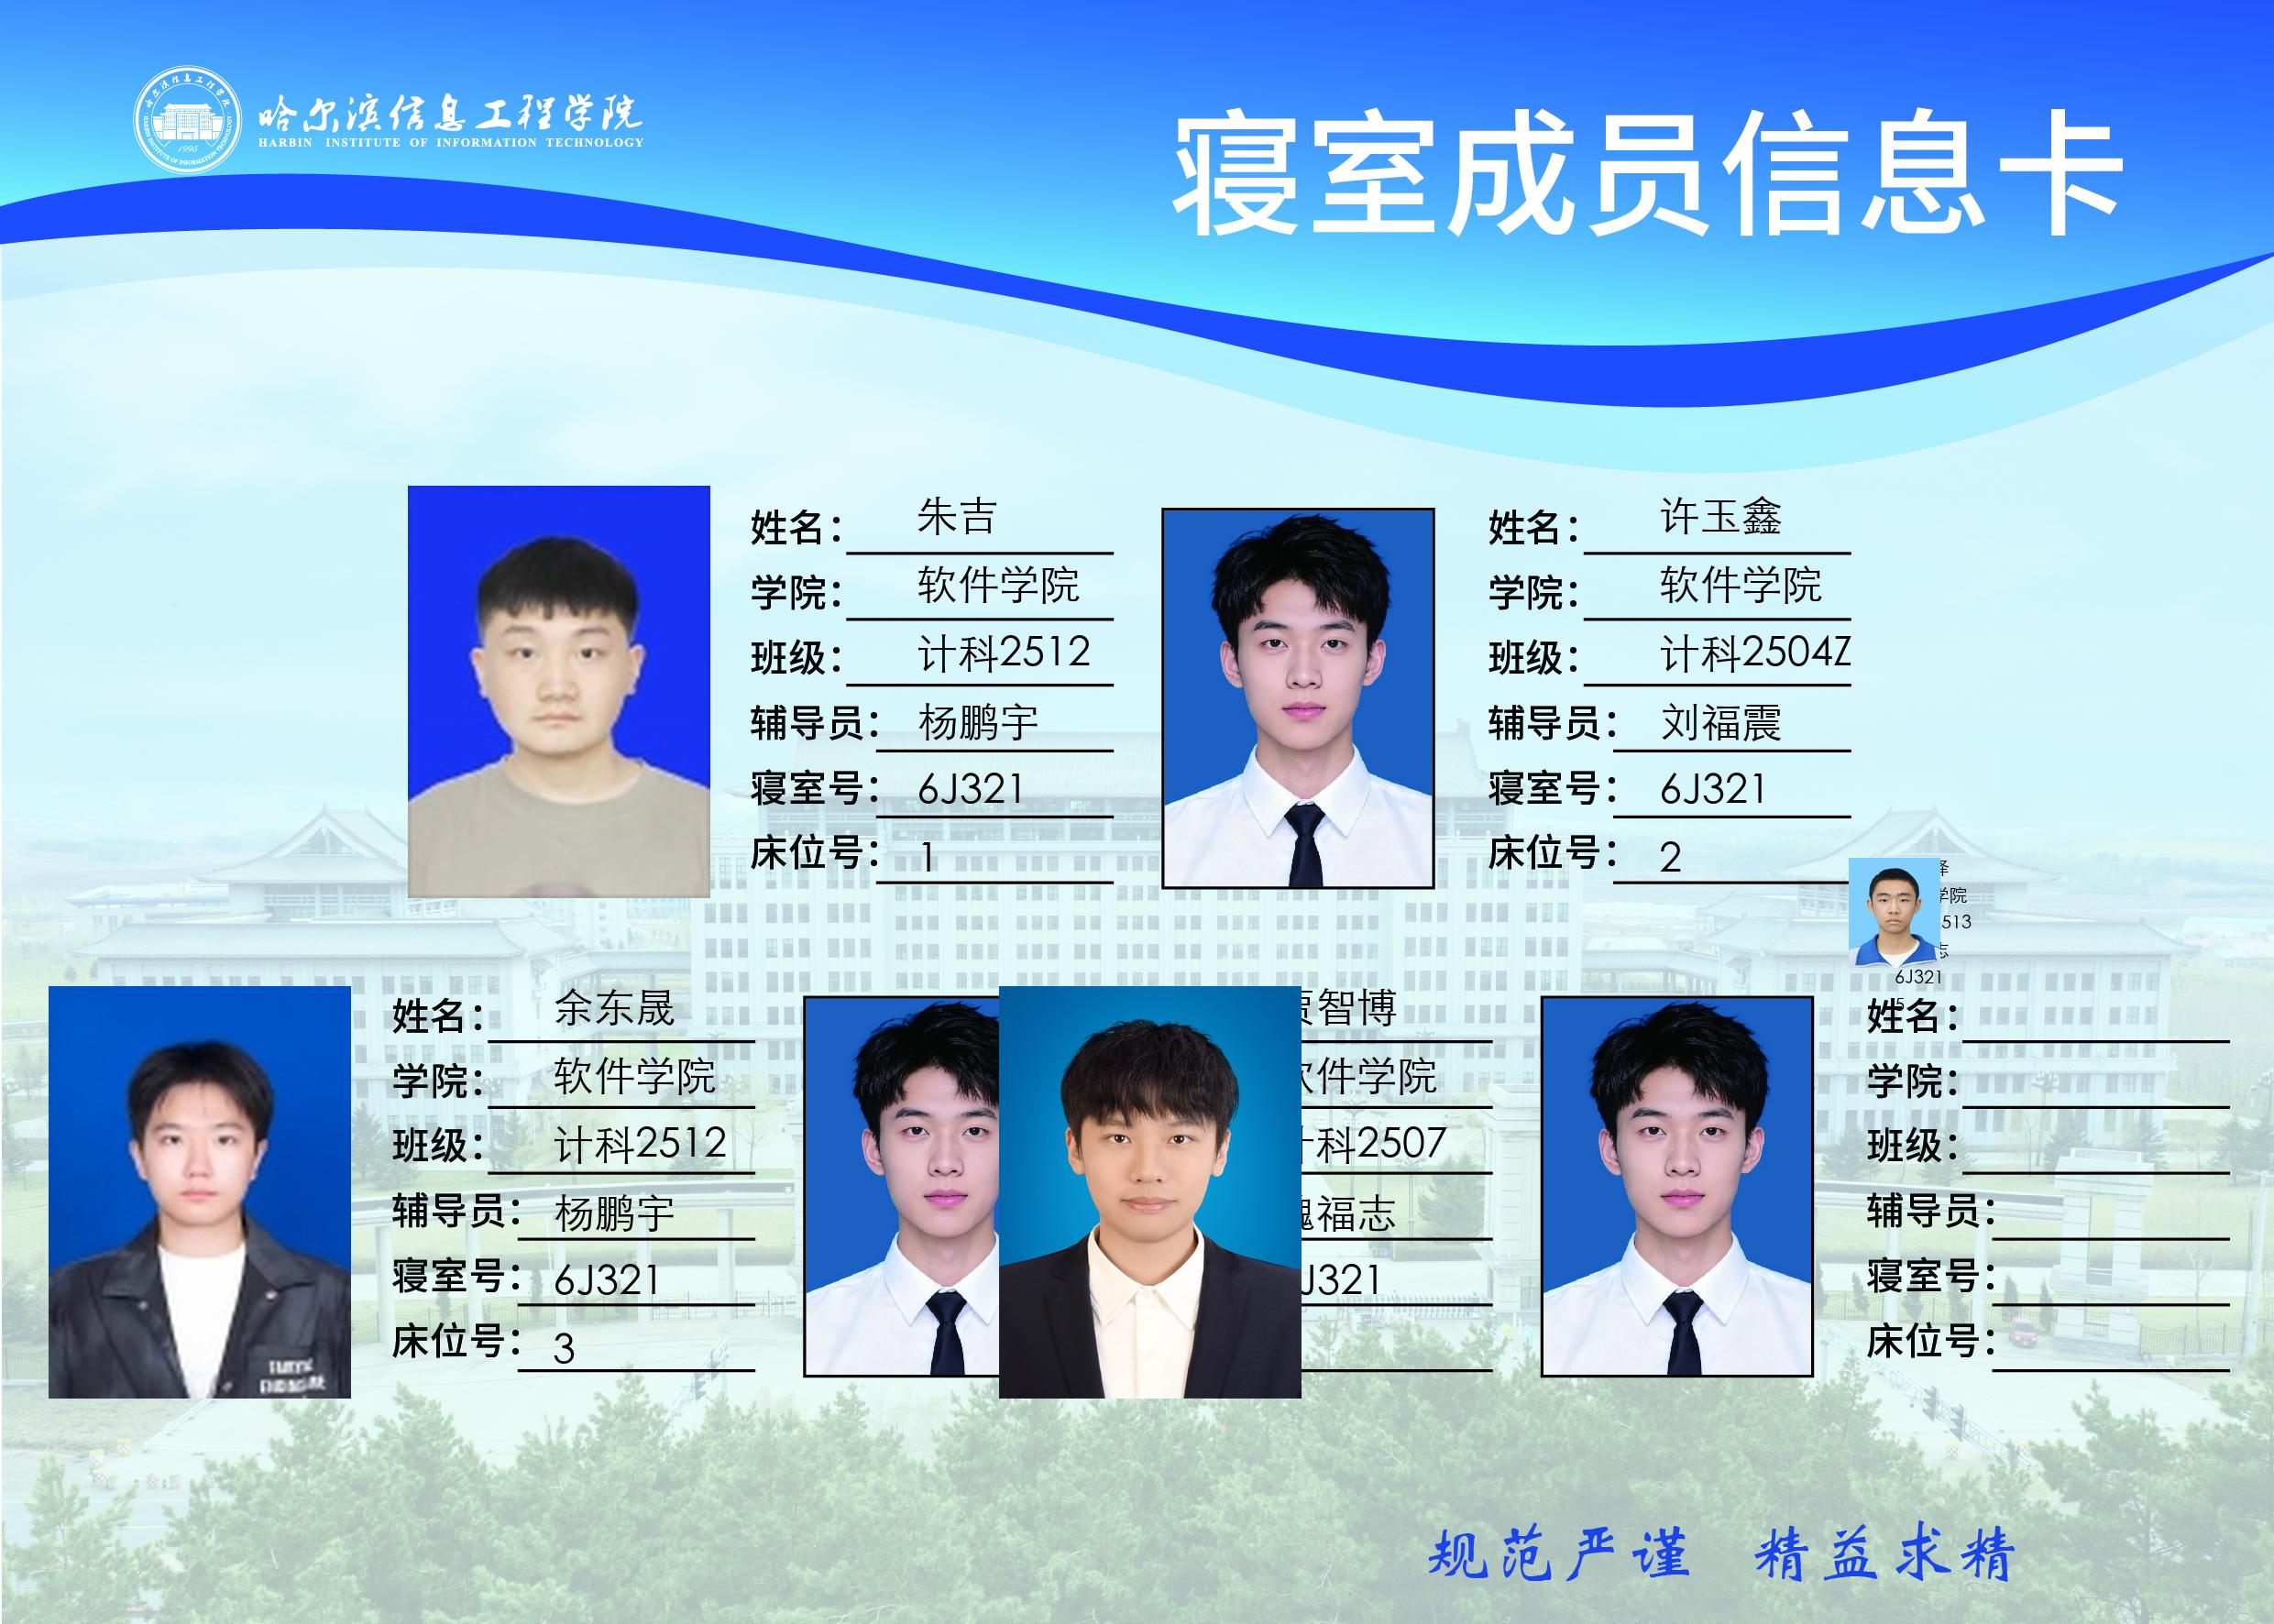 哈尔滨信息工程学院
HARBIN INSTITUTE OF INFORMATION TECHNOLOGY
1995
寝室成员信息卡
姓名： 朱吉
学院： 软件学院
班级： 计科2512
辅导员： 杨鹏宇
寝室号： 6J321
床位号： 1
姓名： 许玉鑫
学院： 软件学院
班级： 计科2504Z
辅导员： 刘福震
寝室号： 6J321
床位号： 2
学院
513
志
6J321
姓名： 余东晟
学院： 软件学院
班级： 计科2512
辅导员： 杨鹏宇
寝室号： 6J321
床位号： 3
智博
件学院
科2507
福志
J321
姓名：
学院：
班级：
辅导员：
寝室号：
床位号：
规范严谨 精益求精